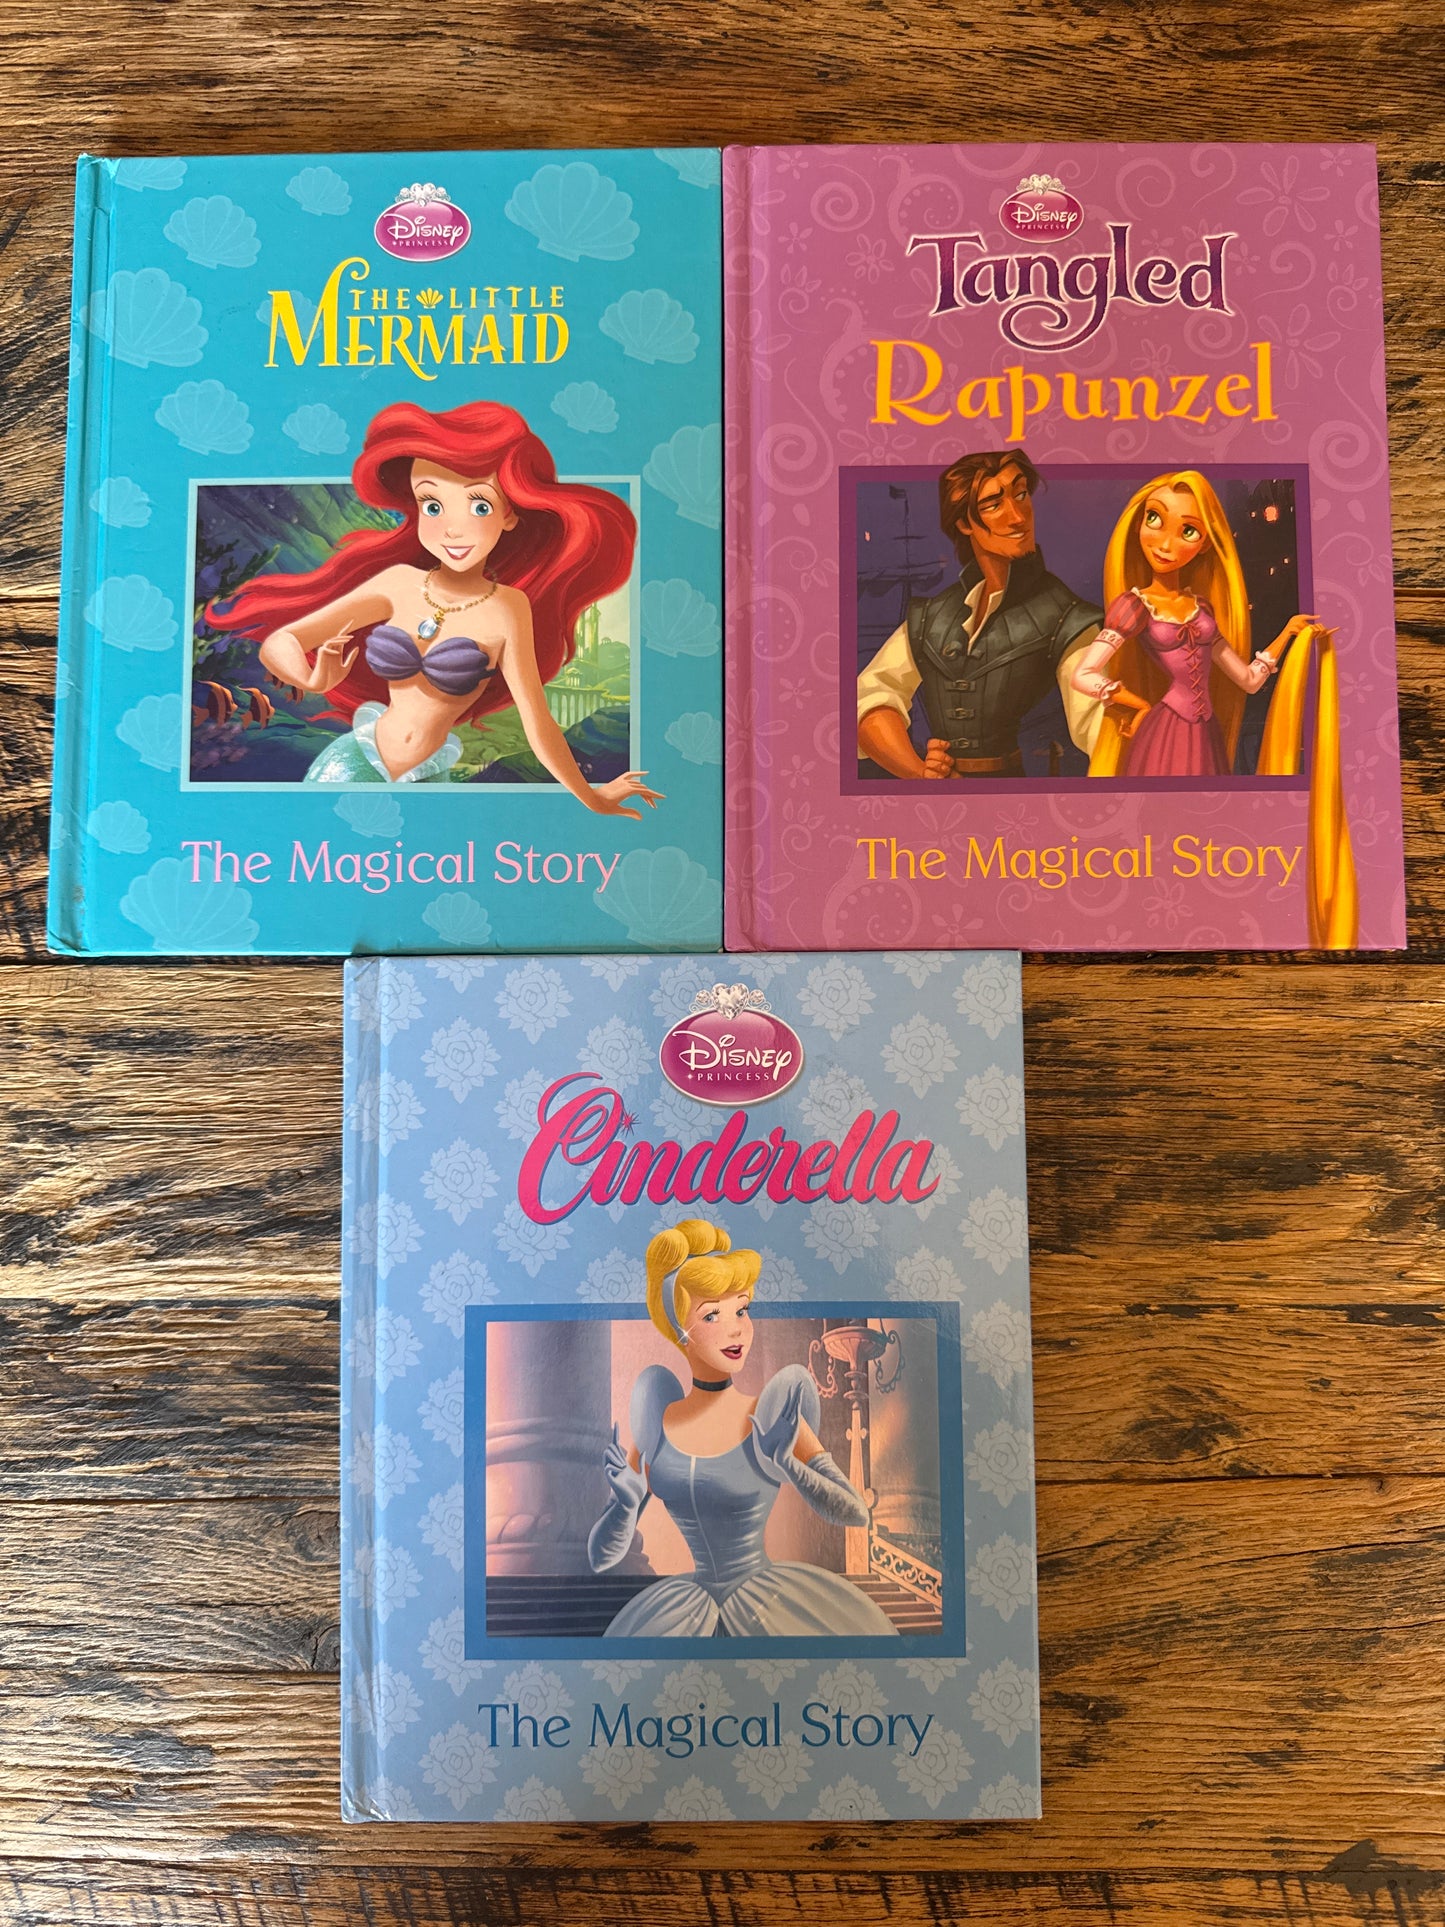 Disney
PRINCESS
THE LITTLE
MERMAID
The Magical Story
Disney
PRINCESS
Tangled
Rapunzel
The Magical Story
Disney
PRINCESS
Cinderella
The Magical Story